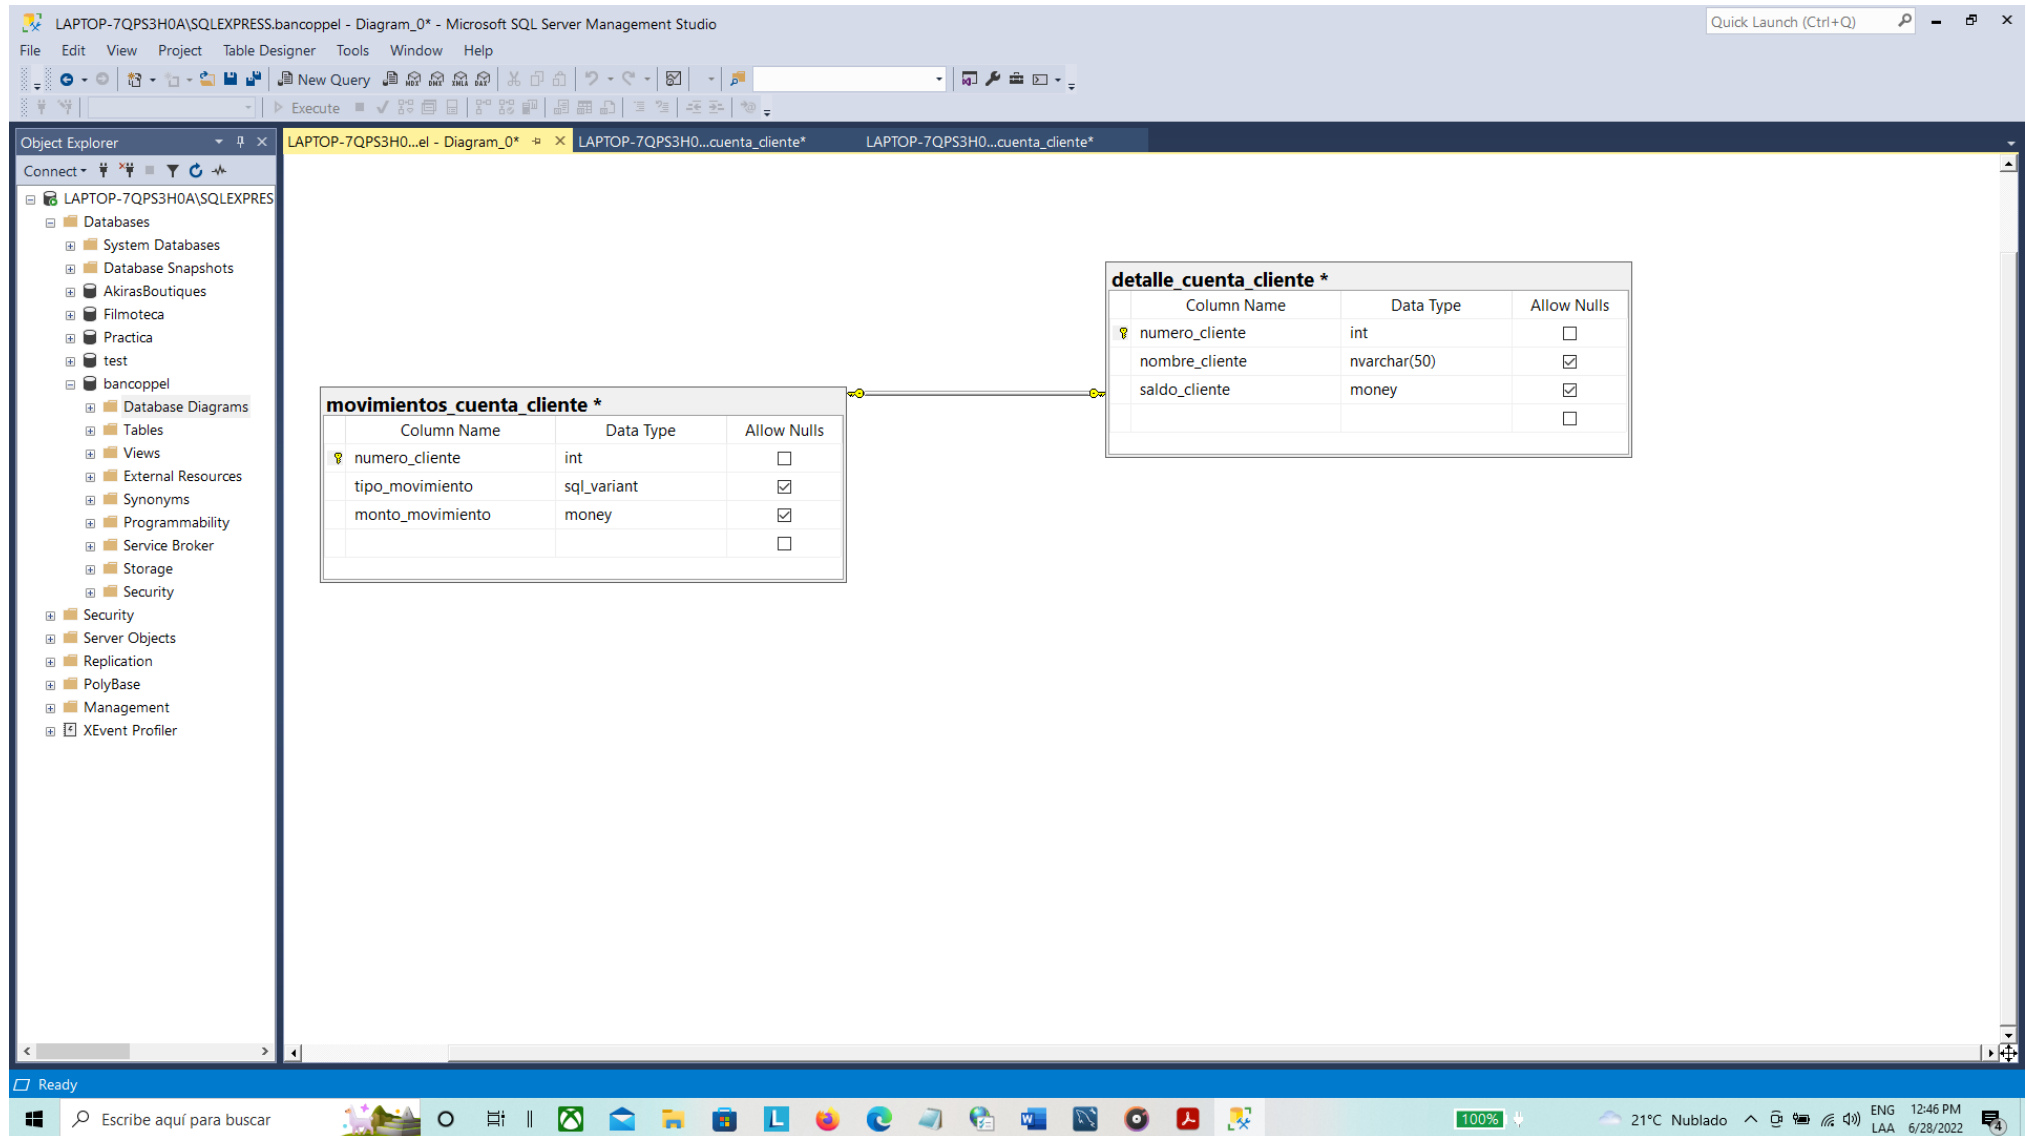 LAPTOP-7QPS3H0A\SQLEXPRESS.bancoppel - Diagram_0* - Microsoft SQL Server Management Studio
Quick Launch (Ctrl+Q)
File Edit View Project Table Designer Tools Window Help
New Query MDX DMX XMLA DAX
Execute
Object Explorer
LAPTOP-7QPS3H0...el - Diagram_0*
LAPTOP-7QPS3H0...cuenta_cliente*
LAPTOP-7QPS3H0...cuenta_cliente*
Connect
LAPTOP-7QPS3H0A\SQLEXPRES
Databases
System Databases
Database Snapshots
AkirasBoutiques
Filmoteca
Practica
test
bancoppel
Database Diagrams
Tables
Views
External Resources
Synonyms
Programmability
Service Broker
Storage
Security
Security
Server Objects
Replication
PolyBase
Management
XEvent Profiler
movimientos_cuenta_cliente *
Column Name Data Type Allow Nulls
numero_cliente int
tipo_movimiento sql_variant
monto_movimiento money
detalle_cuenta_cliente *
Column Name Data Type Allow Nulls
numero_cliente int
nombre_cliente nvarchar(50)
saldo_cliente money
Ready
Escribe aquí para buscar
L
W
100%
21°C Nublado
ENG
LAA
12:46 PM
6/28/2022
4